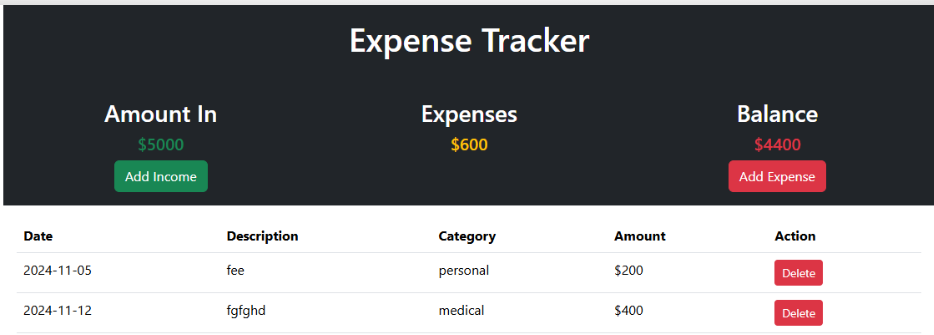 Expense Tracker
Amount In Expenses Balance
$5000 $600 $4400
Add Income Add Expense
Date Description Category Amount Action
2024-11-05 fee personal $200 Delete
2024-11-12 fgfghd medical $400 Delete